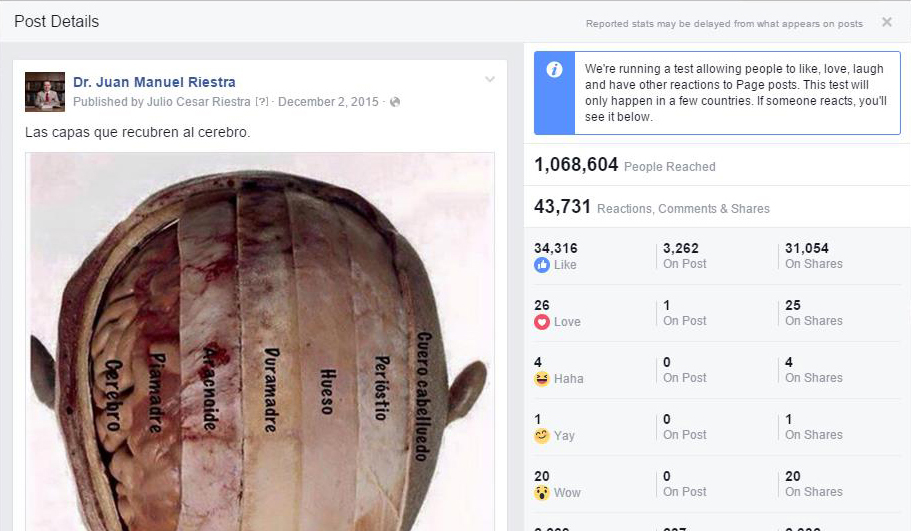 Post Details
Reported stats may be delayed from what appears on posts
Dr. Juan Manuel Riestra
Published by Julio Cesar Riestra [?] · December 2, 2015 ·
Las capas que recubren al cerebro.
Cerebro
Piamadre
Aracnoide
Duramadre
Hueso
Perióstio
Cuero cabelluedo
We're running a test allowing people to like, love, laugh
and have other reactions to Page posts. This test will
only happen in a few countries. If someone reacts, you'll
see it below.
1,068,604 People Reached
43,731 Reactions, Comments & Shares
34,316 3,262 31,054
Like On Post On Shares
26 1 25
Love On Post On Shares
4 0 4
Haha On Post On Shares
1 0 1
Yay On Post On Shares
20 0 20
Wow On Post On Shares